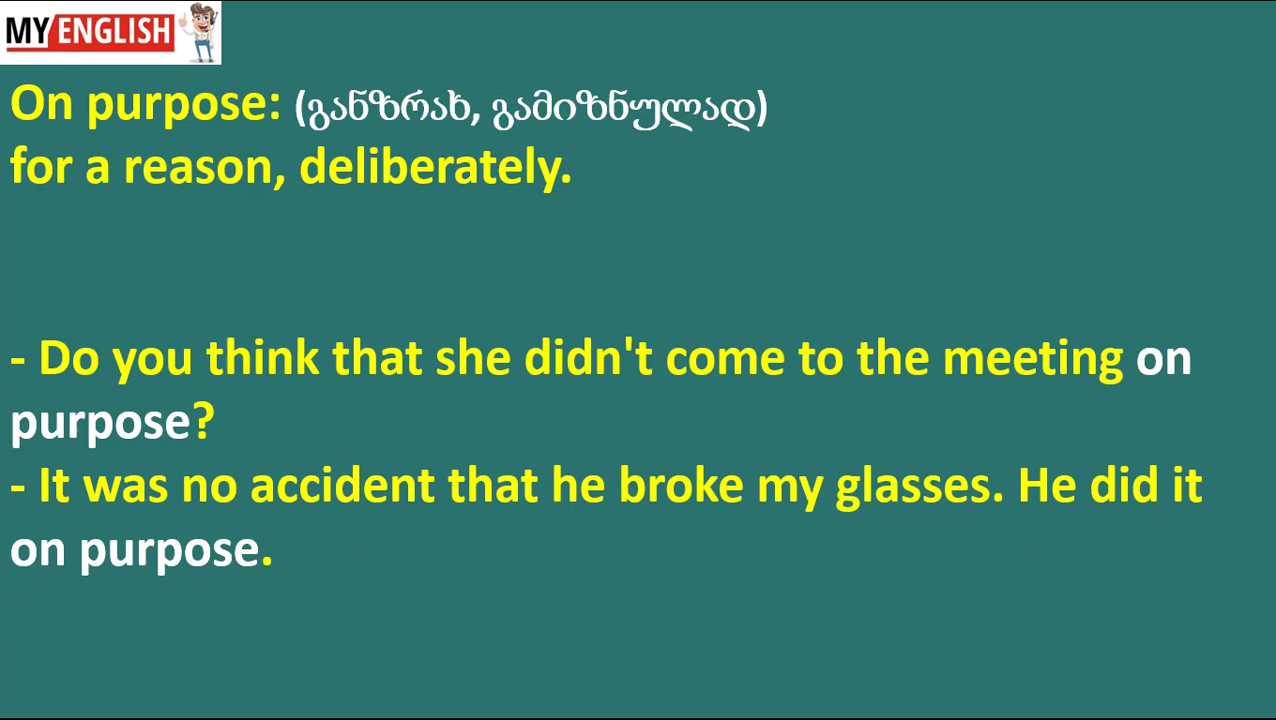 MY ENGLISH
On purpose: (განზრახ, გამიზნულად)
for a reason, deliberately.
- Do you think that she didn't come to the meeting on
purpose?
- It was no accident that he broke my glasses. He did it
on purpose.